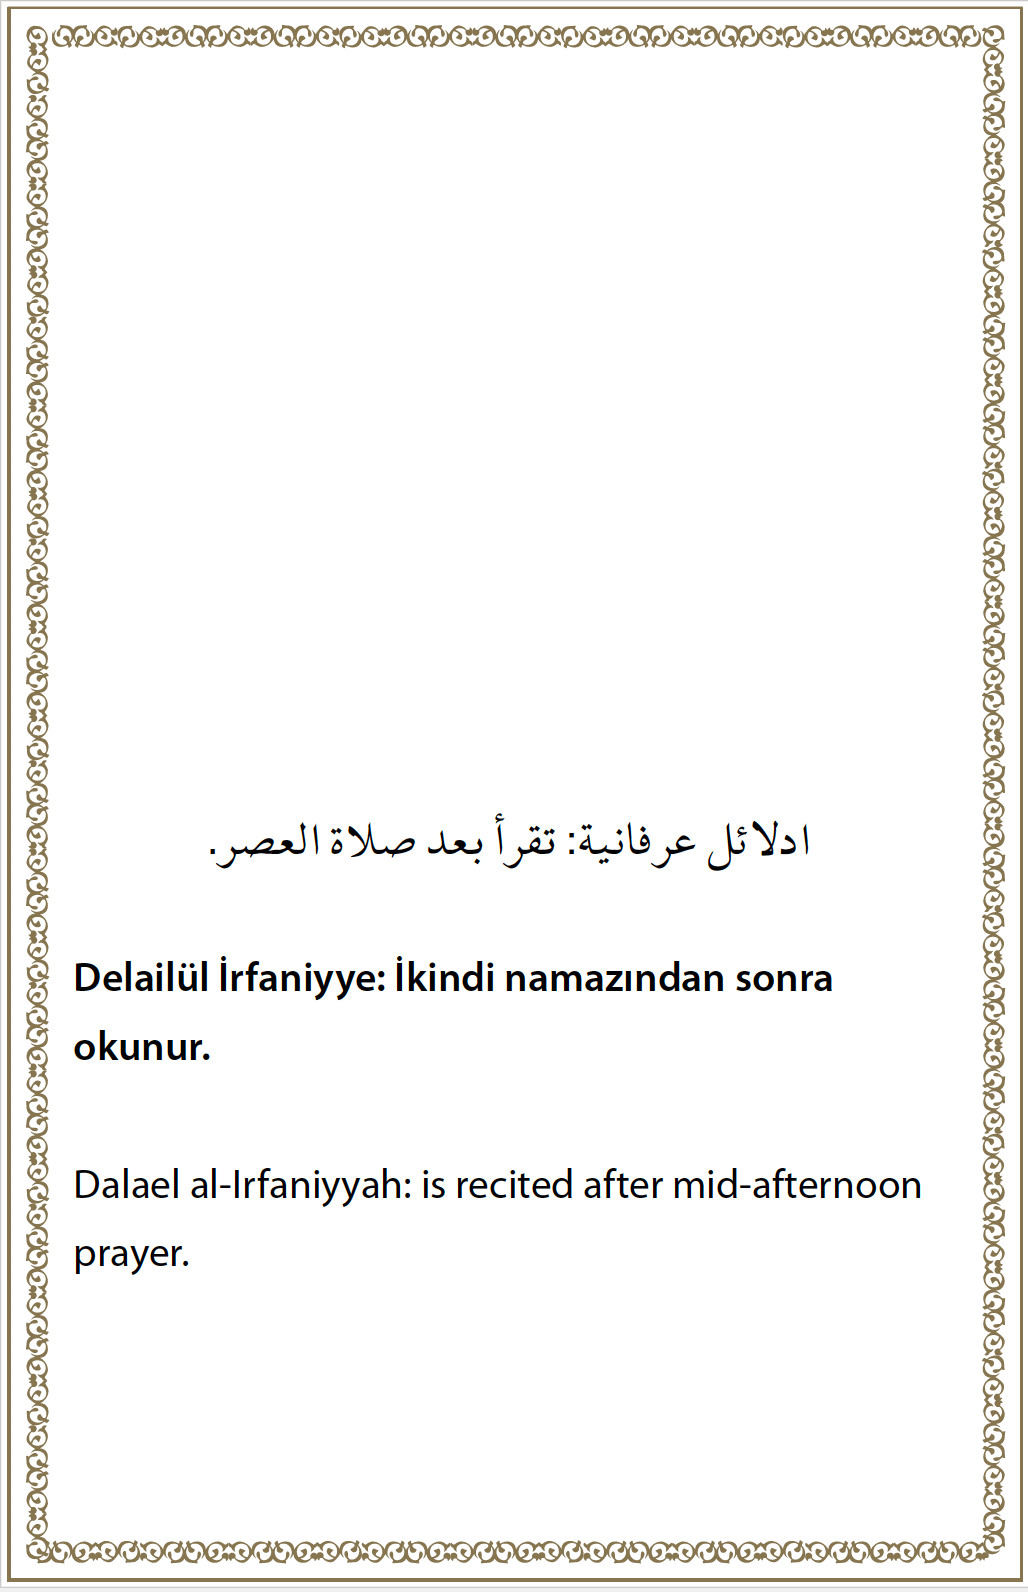 ادلائل عرفانية: تقرأ بعد صلاة العصر.
Delailül İrfaniyye: İkindi namazından sonra
okunur.
Dalael al-Irfaniyyah: is recited after mid-afternoon
prayer.